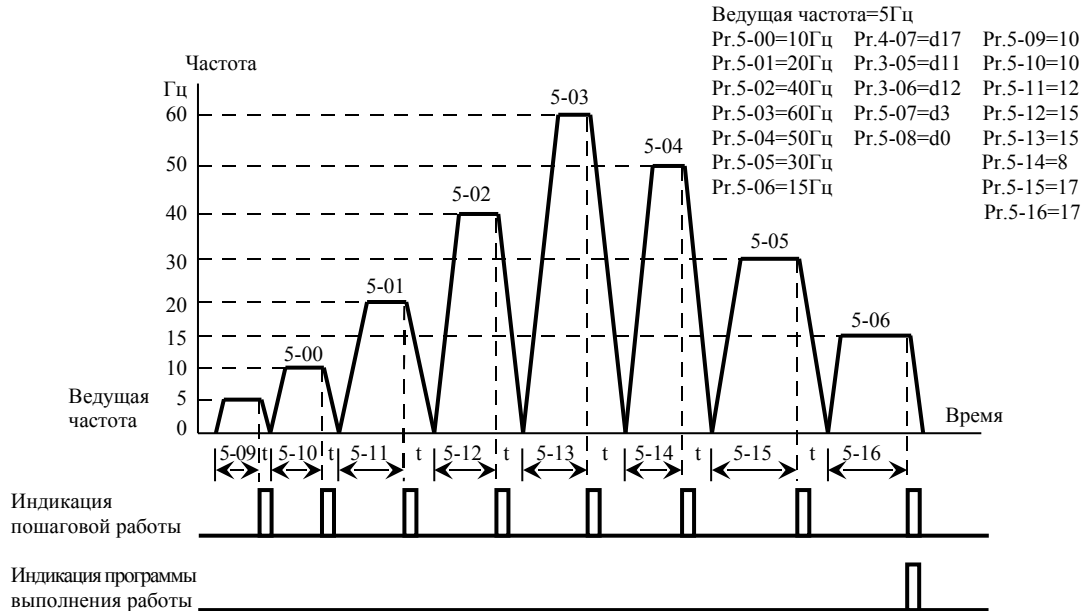 Ведущая частота=5Гц
Pr.5-00=10Гц Pr.4-07=d17 Pr.5-09=10
Pr.5-01=20Гц Pr.3-05=d11 Pr.5-10=10
Pr.5-02=40Гц Pr.3-06=d12 Pr.5-11=12
Pr.5-03=60Гц Pr.5-07=d3 Pr.5-12=15
Pr.5-04=50Гц Pr.5-08=d0 Pr.5-13=15
Pr.5-05=30Гц Pr.5-14=8
Pr.5-06=15Гц Pr.5-15=17
Pr.5-16=17
Частота
Гц
60
50
40
30
20
15
10
5
0
5-03
5-04
5-02
5-05
5-01
5-06
5-00
Ведущая
частота
Время
5-09 t 5-10 t 5-11 t 5-12 t 5-13 t 5-14 t 5-15 t 5-16
Индикация
пошаговой работы
Индикация программы
выполнения работы